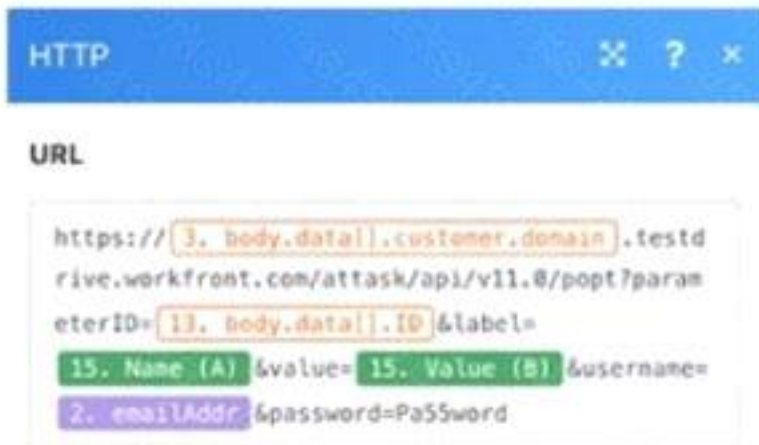 HTTP
?
×
URL
https://3. body.data[].customer.domain.testd
rive.workfront.com/attask/api/v11.0/popt?param
eterID=13. body.data[].ID&label=
15. Name (A)&value=15. Value (B)&username=
2. emailAddr&password=Pa55word